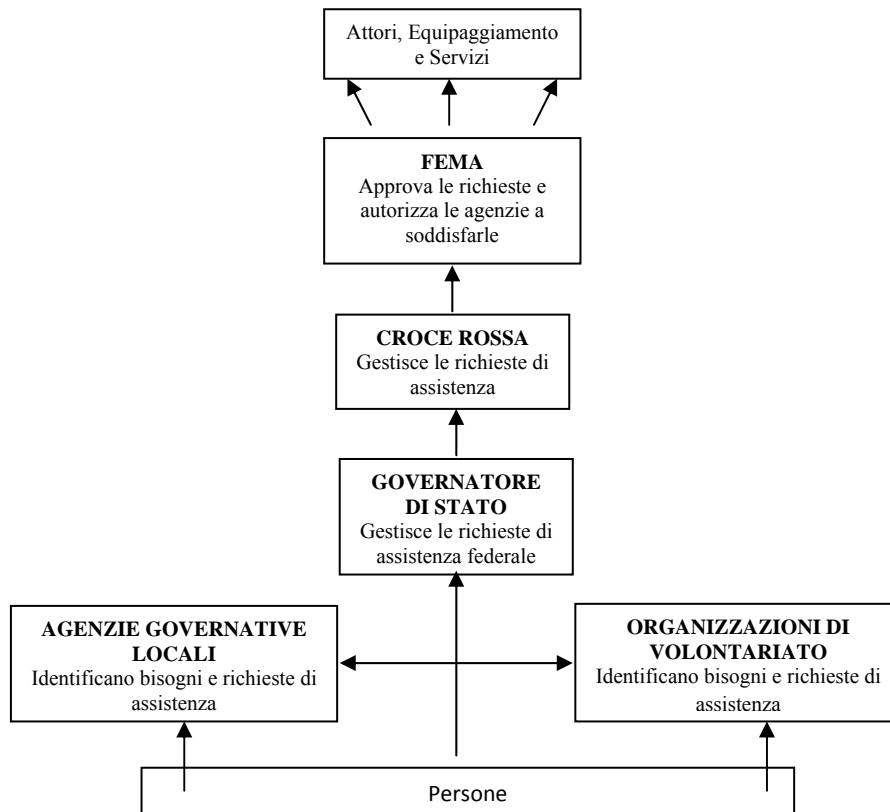 Attori, Equipaggiamento
e Servizi
FEMA
Approva le richieste e
autorizza le agenzie a
soddisfarle
CROCE ROSSA
Gestisce le richieste di
assistenza
GOVERNATORE
DI STATO
Gestisce le richieste di
assistenza federale
AGENZIE GOVERNATIVE
LOCALI
Identificano bisogni e richieste di
assistenza
ORGANIZZAZIONI DI
VOLONTARIATO
Identificano bisogni e richieste di
assistenza
Persone